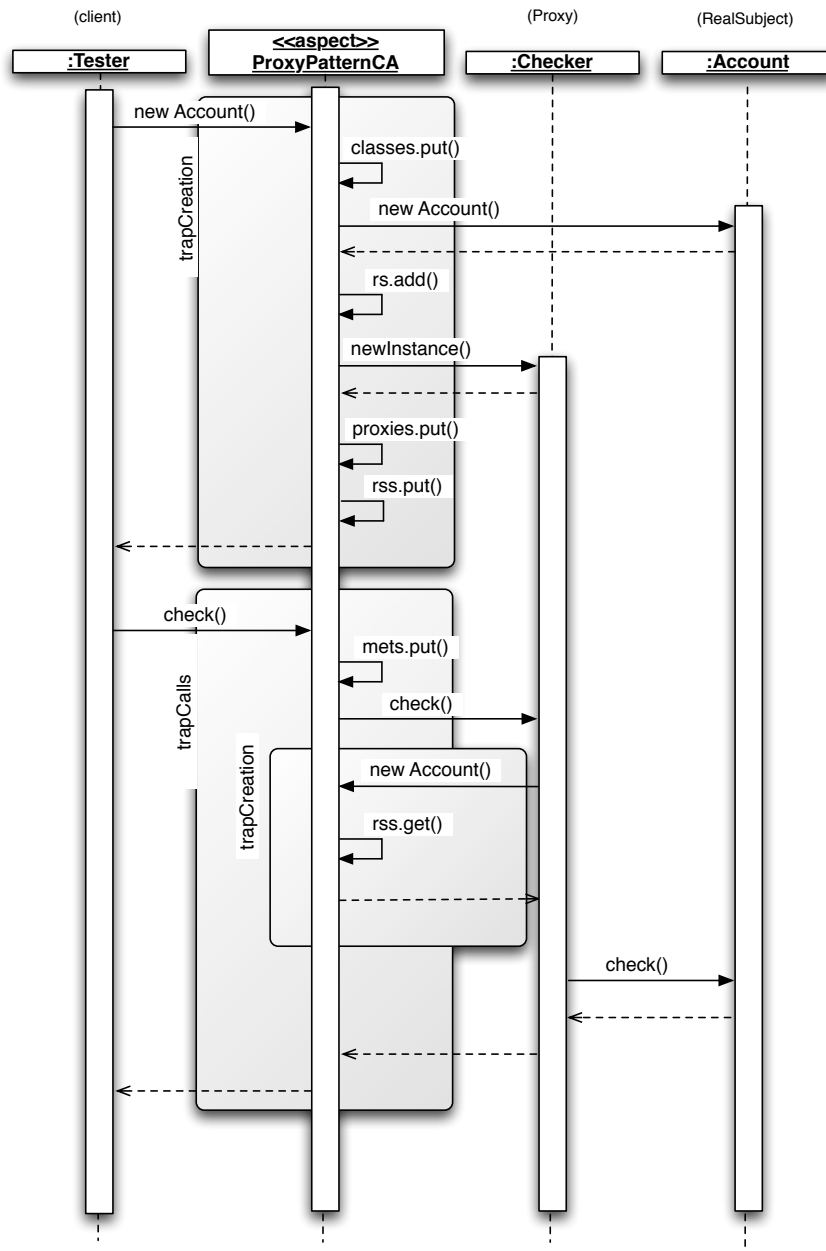 (client)
(Proxy)
(RealSubject)
:Tester
<<aspect>>
ProxyPatternCA
:Checker
:Account
new Account()
classes.put()
trapCreation
new Account()
rs.add()
newInstance()
proxies.put()
rss.put()
check()
mets.put()
trapCalls
check()
trapCreation
new Account()
rss.get()
check()